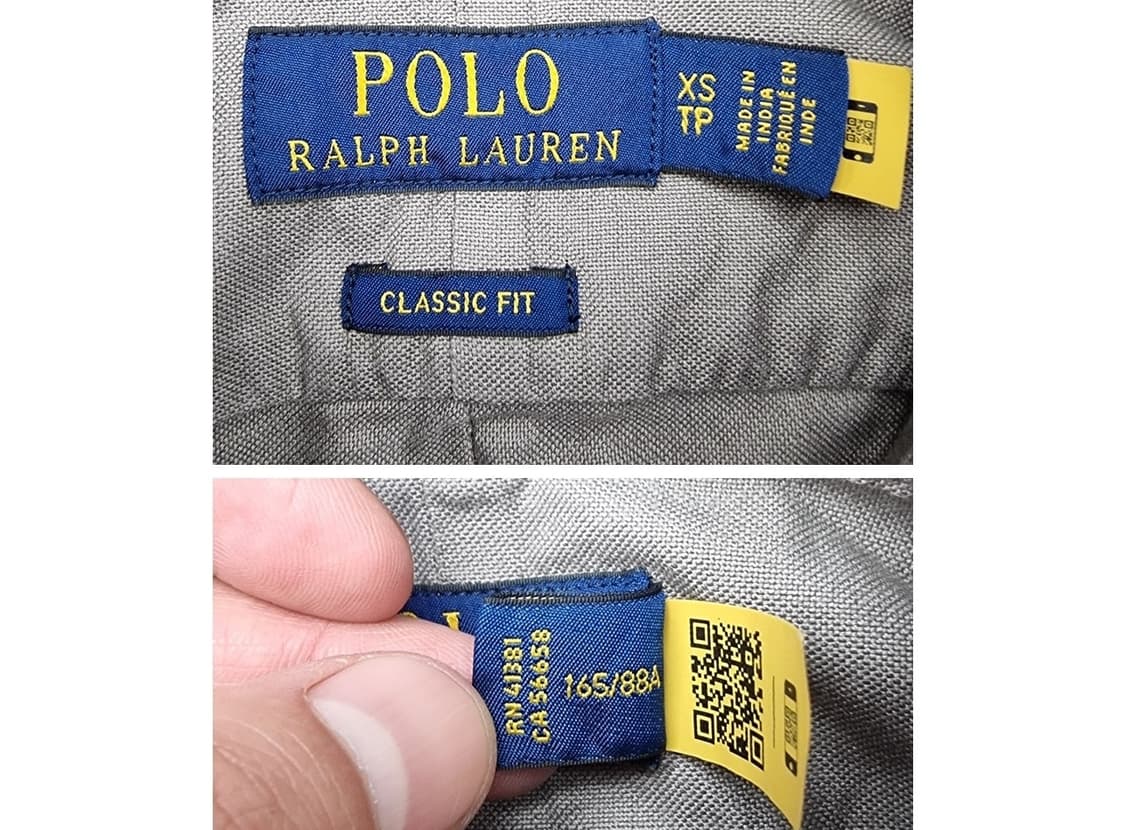 POLO
RALPH LAUREN
XS
TP
MADE IN
INDIA
FABRIQUÉ EN
INDE
CLASSIC FIT
RN 41381
CA 56658
165/88A